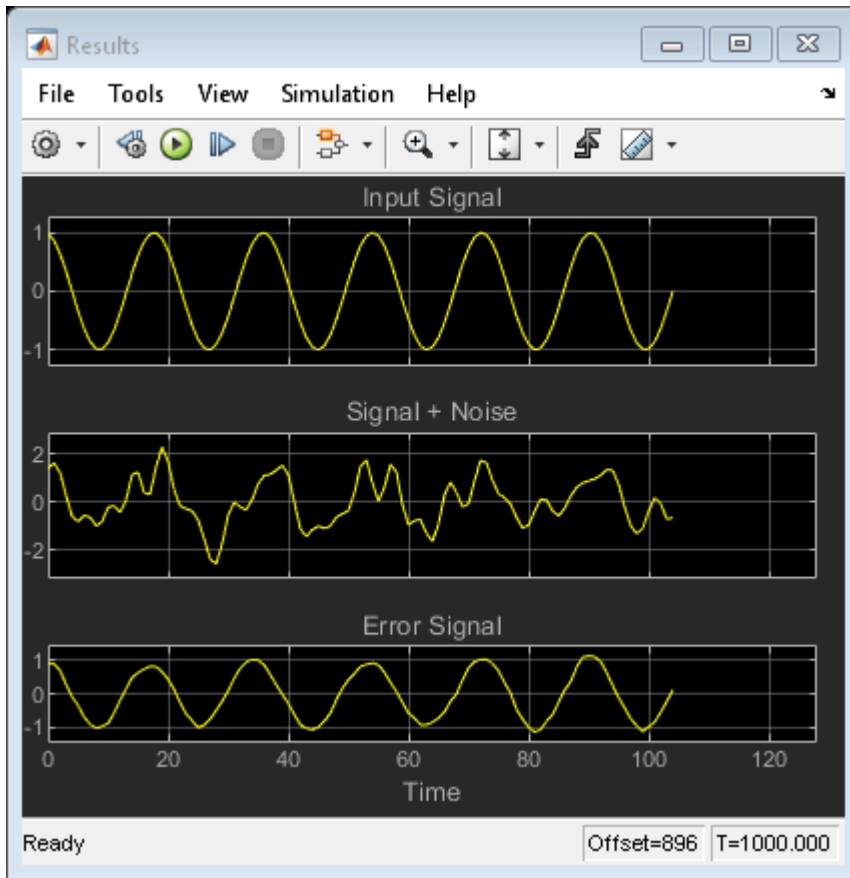 Results
File Tools View Simulation Help
Input Signal
1
0
-1
Signal + Noise
2
0
-2
Error Signal
1
0
-1
0 20 40 60 80 100 120
Time
Ready Offset=896 T=1000.000